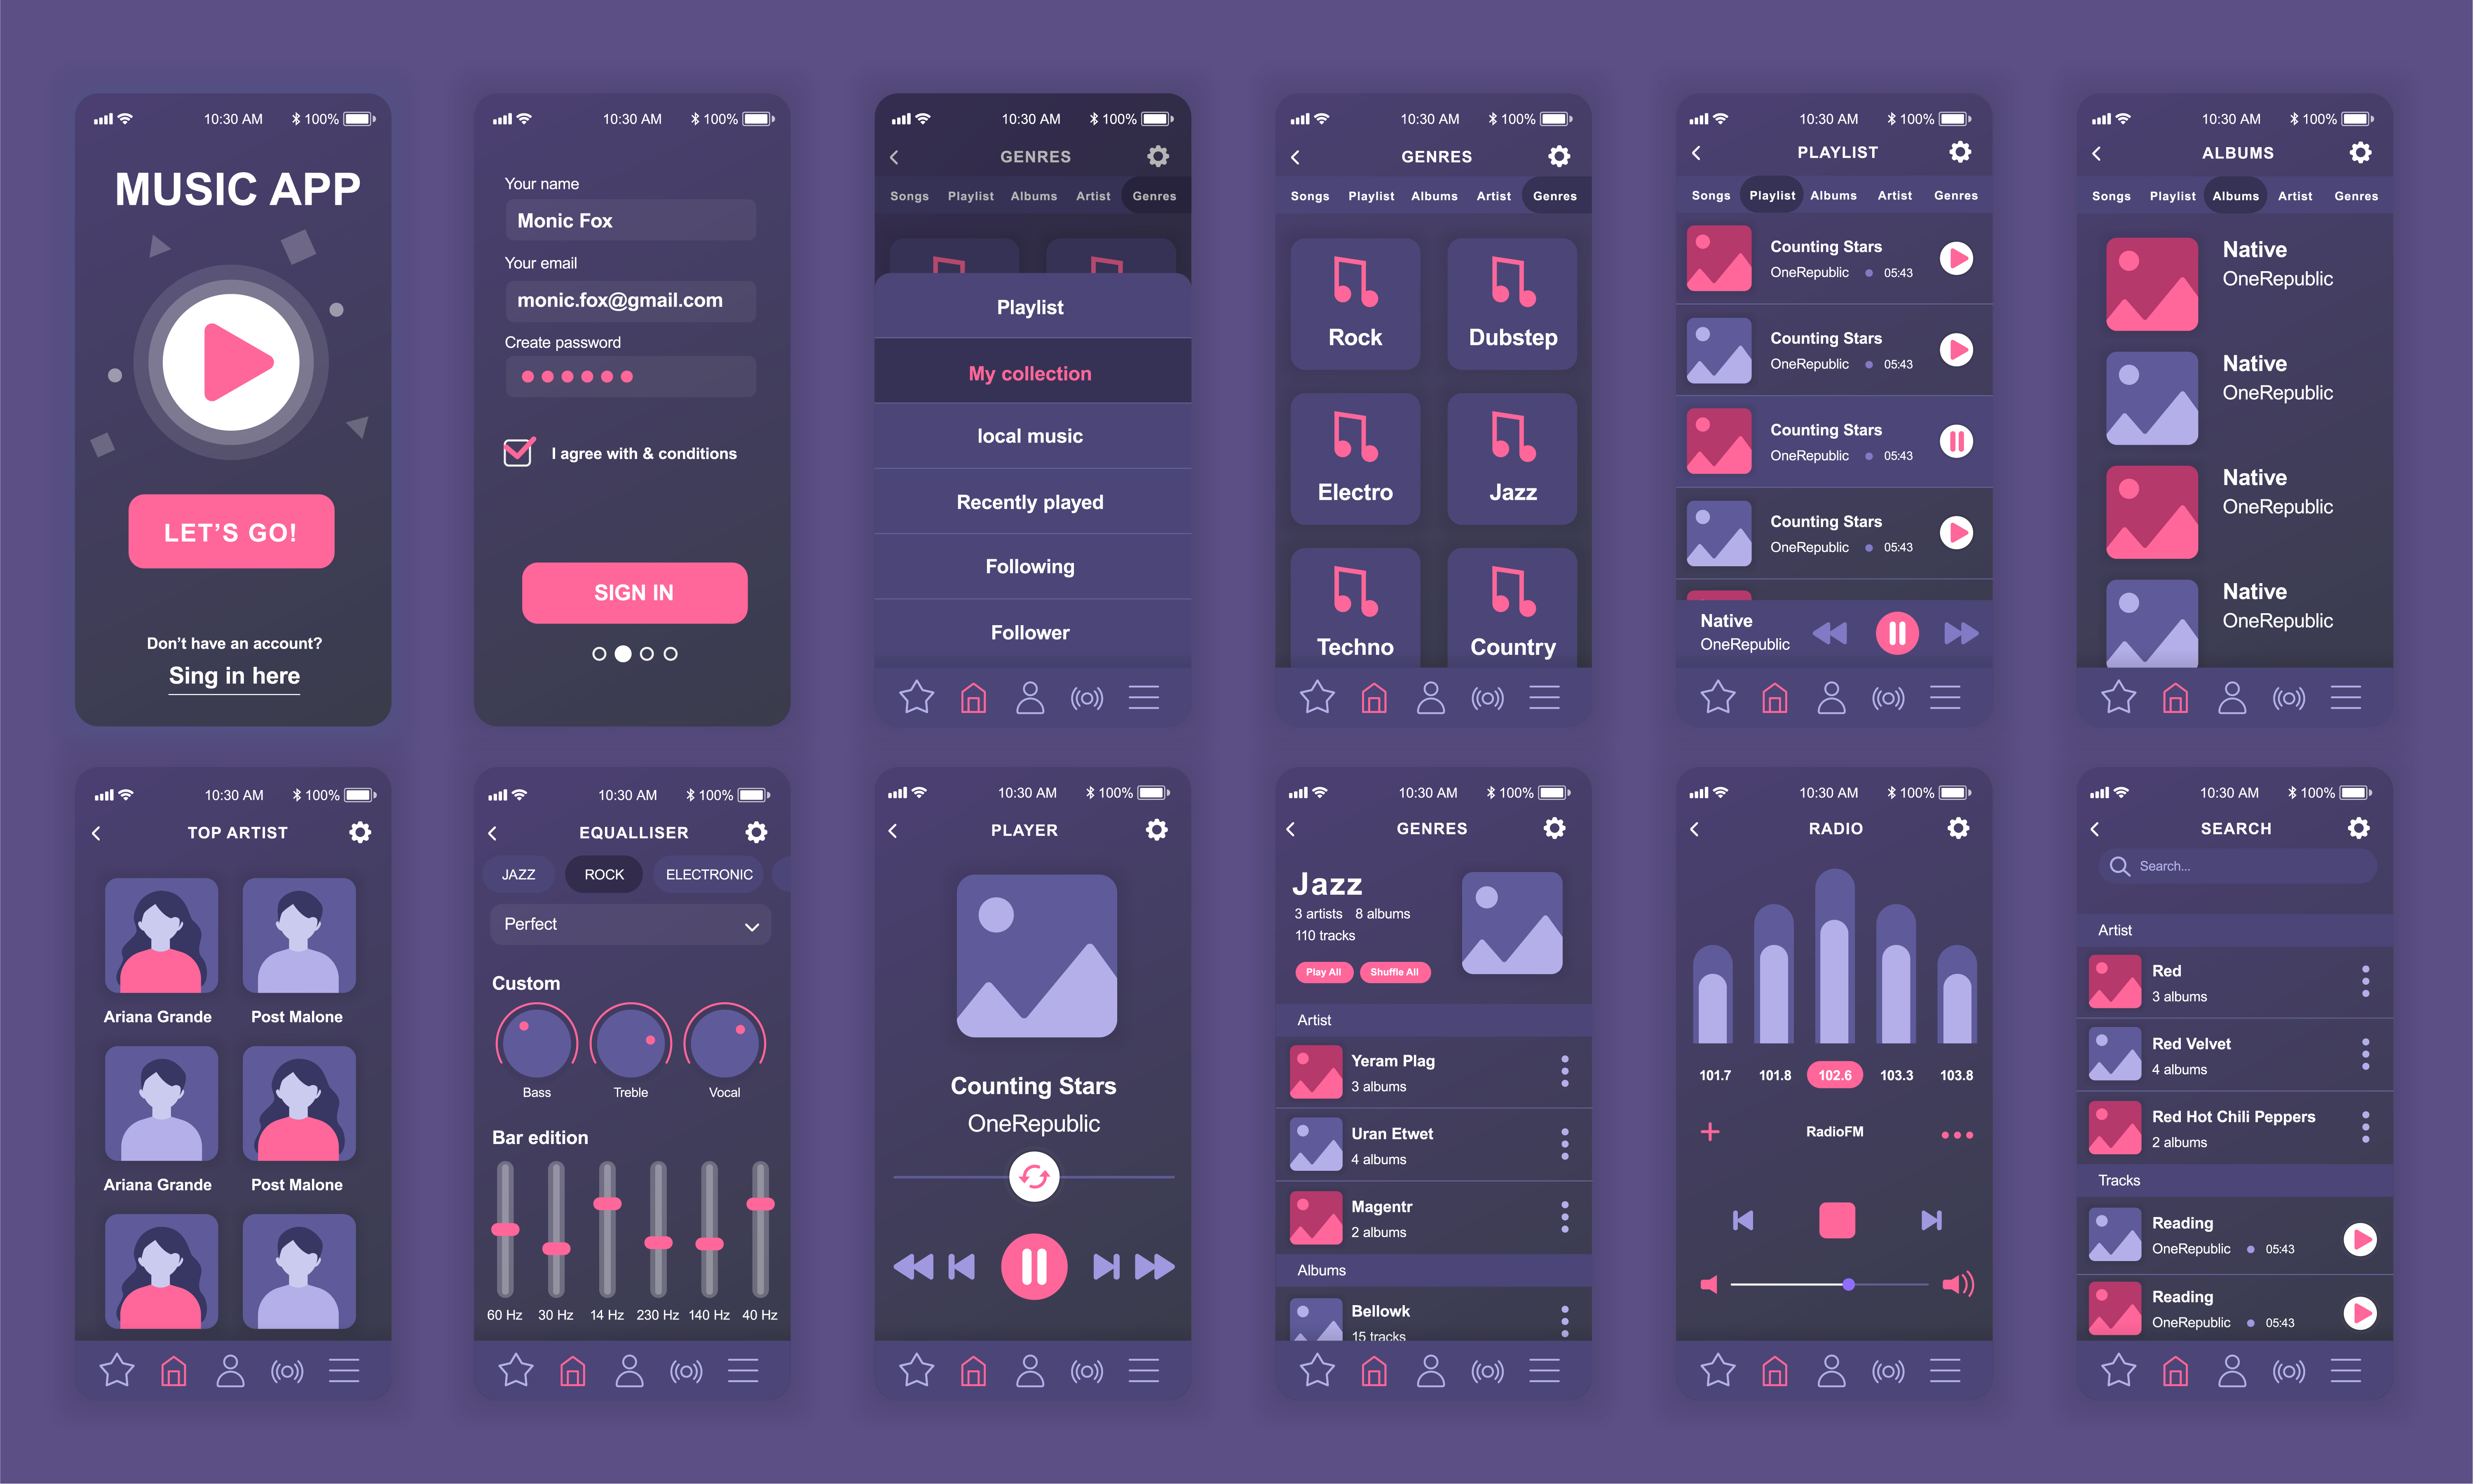 10:30 AM 100%
MUSIC APP
LET'S GO!
Don't have an account?
Sing in here
10:30 AM 100%
Your name
Monic Fox
Your email
monic.fox@gmail.com
Create password
I agree with & conditions
SIGN IN
10:30 AM 100%
GENRES
Songs Playlist Albums Artist Genres
Playlist
My collection
local music
Recently played
Following
Follower
10:30 AM 100%
GENRES
Songs Playlist Albums Artist Genres
Rock Dubstep
Electro Jazz
Techno Country
10:30 AM 100%
PLAYLIST
Songs Playlist Albums Artist Genres
Counting Stars
OneRepublic 05:43
Counting Stars
OneRepublic 05:43
Counting Stars
OneRepublic 05:43
Counting Stars
OneRepublic 05:43
Native
OneRepublic
10:30 AM 100%
ALBUMS
Songs Playlist Albums Artist Genres
Native
OneRepublic
Native
OneRepublic
Native
OneRepublic
Native
OneRepublic
10:30 AM 100%
TOP ARTIST
Ariana Grande Post Malone
Ariana Grande Post Malone
10:30 AM 100%
EQUALLISER
JAZZ ROCK ELECTRONIC
Perfect
Custom
Bass Treble Vocal
Bar edition
60 Hz 30 Hz 14 Hz 230 Hz 140 Hz 40 Hz
10:30 AM 100%
PLAYER
Counting Stars
OneRepublic
10:30 AM 100%
GENRES
Jazz
3 artists 8 albums
110 tracks
Play All Shuffle All
Artist
Yeram Plag
3 albums
Uran Etwet
4 albums
Magentr
2 albums
Albums
Bellowk
15 tracks
10:30 AM 100%
RADIO
101.7 101.8 102.6 103.3 103.8
RadioFM
10:30 AM 100%
SEARCH
Search...
Artist
Red
3 albums
Red Velvet
4 albums
Red Hot Chili Peppers
2 albums
Tracks
Reading
OneRepublic 05:43
Reading
OneRepublic 05:43